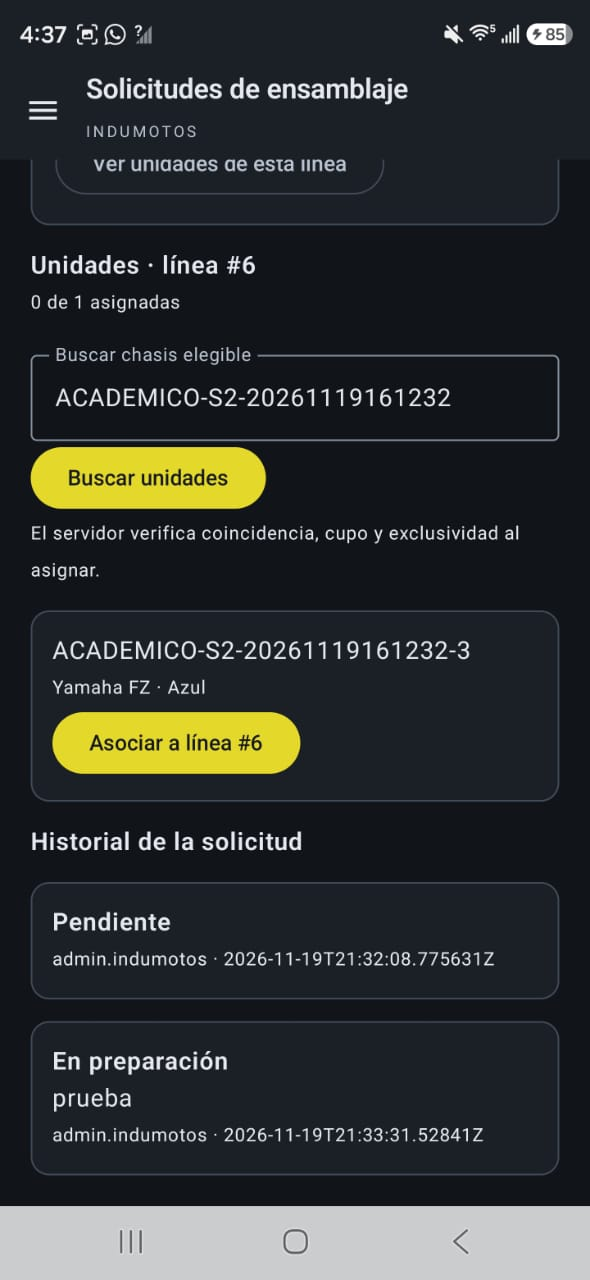 4:37
85
Solicitudes de ensamblaje
INDUMOTOS
Ver unidades de esta línea
Unidades · línea #6
0 de 1 asignadas
Buscar chasis elegible
ACADEMICO-S2-20261119161232
Buscar unidades
El servidor verifica coincidencia, cupo y exclusividad al
asignar.
ACADEMICO-S2-20261119161232-3
Yamaha FZ · Azul
Asociar a línea #6
Historial de la solicitud
Pendiente
admin.indumotos · 2026-11-19T21:32:08.775631Z
En preparación
prueba
admin.indumotos · 2026-11-19T21:33:31.52841Z